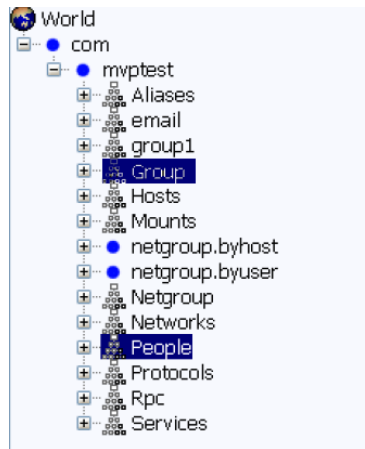 World
com
mvptest
Aliases
email
group1
Group
Hosts
Mounts
netgroup.byhost
netgroup.byuser
Netgroup
Networks
People
Protocols
Rpc
Services